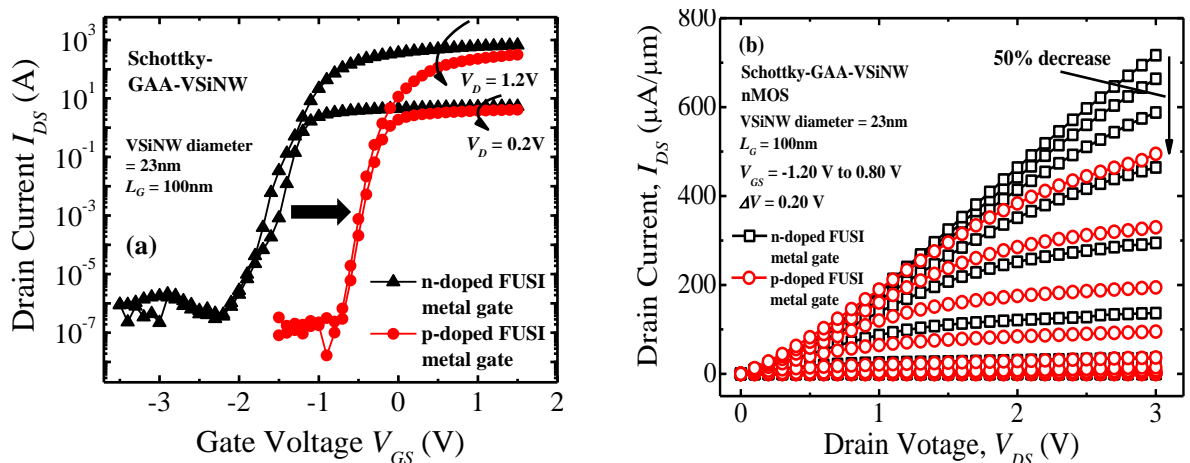 10³
10¹
10⁻¹
10⁻³
10⁻⁵
10⁻⁷
Drain Current I_DS (A)
Schottky-
GAA-VSiNW
VSiNW diameter
= 23nm
L_G = 100nm
(a)
V_D = 1.2V
V_D = 0.2V
n-doped FUSI
metal gate
p-doped FUSI
metal gate
-3 -2 -1 0 1 2
Gate Voltage V_GS (V)
800
600
400
200
0
Drain Current, I_DS (μA/μm)
(b)
50% decrease
Schottky-GAA-VSiNW
nMOS
VSiNW diameter = 23nm
L_G = 100nm
V_GS = -1.20 V to 0.80 V
ΔV = 0.20 V
n-doped FUSI
metal gate
p-doped FUSI
metal gate
0 1 2 3
Drain Votage, V_DS (V)